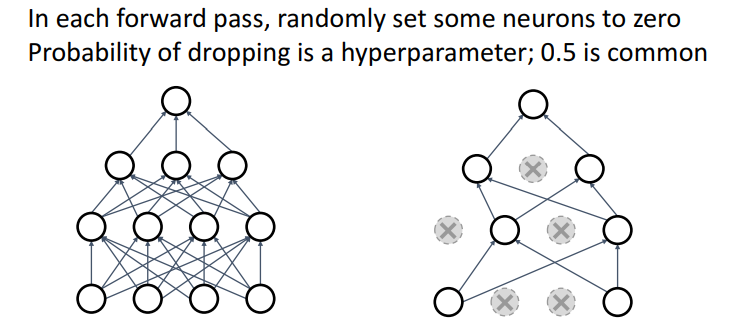 In each forward pass, randomly set some neurons to zero
Probability of dropping is a hyperparameter; 0.5 is common